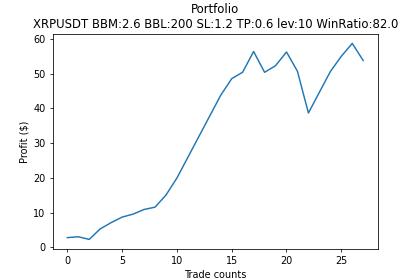 Portfolio
XRPUSDT BBM:2.6 BBL:200 SL:1.2 TP:0.6 lev:10 WinRatio:82.0
60
50
40
30
20
10
0
Profit ($)
0 5 10 15 20 25
Trade counts